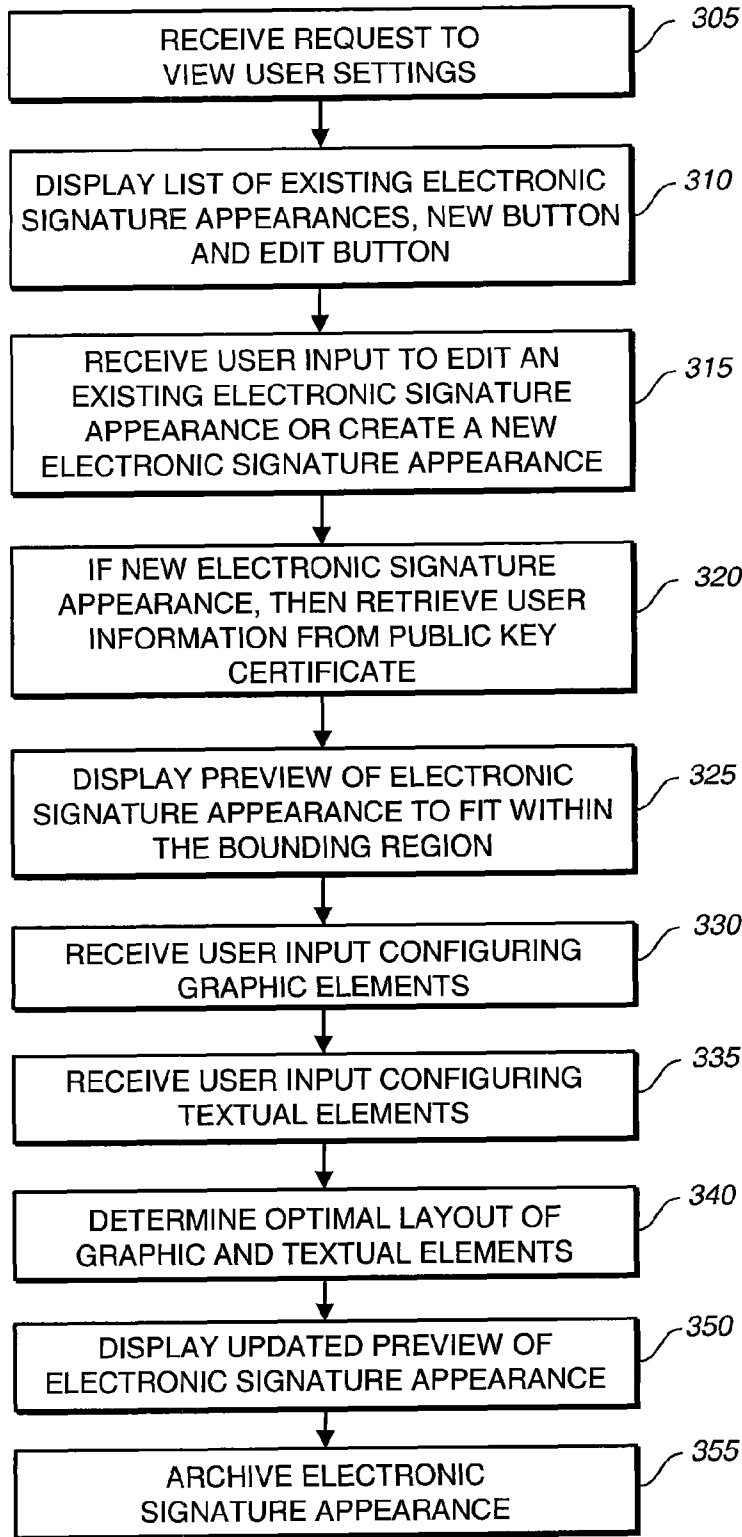 RECEIVE REQUEST TO
VIEW USER SETTINGS
305
DISPLAY LIST OF EXISTING ELECTRONIC
SIGNATURE APPEARANCES, NEW BUTTON
AND EDIT BUTTON
310
RECEIVE USER INPUT TO EDIT AN
EXISTING ELECTRONIC SIGNATURE
APPEARANCE OR CREATE A NEW
ELECTRONIC SIGNATURE APPEARANCE
315
IF NEW ELECTRONIC SIGNATURE
APPEARANCE, THEN RETRIEVE USER
INFORMATION FROM PUBLIC KEY
CERTIFICATE
320
DISPLAY PREVIEW OF ELECTRONIC
SIGNATURE APPEARANCE TO FIT WITHIN
THE BOUNDING REGION
325
RECEIVE USER INPUT CONFIGURING
GRAPHIC ELEMENTS
330
RECEIVE USER INPUT CONFIGURING
TEXTUAL ELEMENTS
335
DETERMINE OPTIMAL LAYOUT OF
GRAPHIC AND TEXTUAL ELEMENTS
340
DISPLAY UPDATED PREVIEW OF
ELECTRONIC SIGNATURE APPEARANCE
350
ARCHIVE ELECTRONIC
SIGNATURE APPEARANCE
355